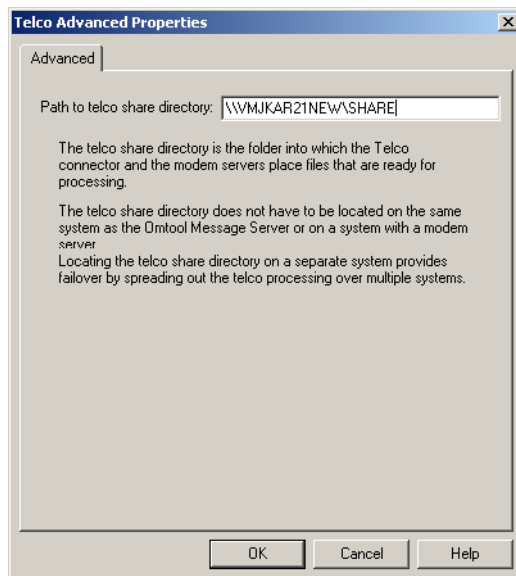 Telco Advanced Properties
Advanced
Path to telco share directory: \\VMJKAR21NEW\SHARE
The telco share directory is the folder into which the Telco
connector and the modem servers place files that are ready for
processing.
The telco share directory does not have to be located on the same
system as the Omtool Message Server or on a system with a modem
server.
Locating the telco share directory on a separate system provides
failover by spreading out the telco processing over multiple systems.
OK Cancel Help